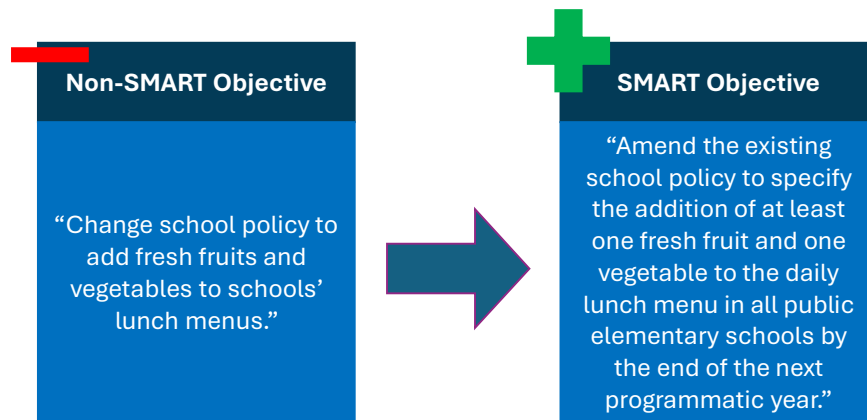 Non-SMART Objective
“Change school policy to
add fresh fruits and
vegetables to schools’
lunch menus.”
SMART Objective
“Amend the existing
school policy to specify
the addition of at least
one fresh fruit and one
vegetable to the daily
lunch menu in all public
elementary schools by
the end of the next
programmatic year.”